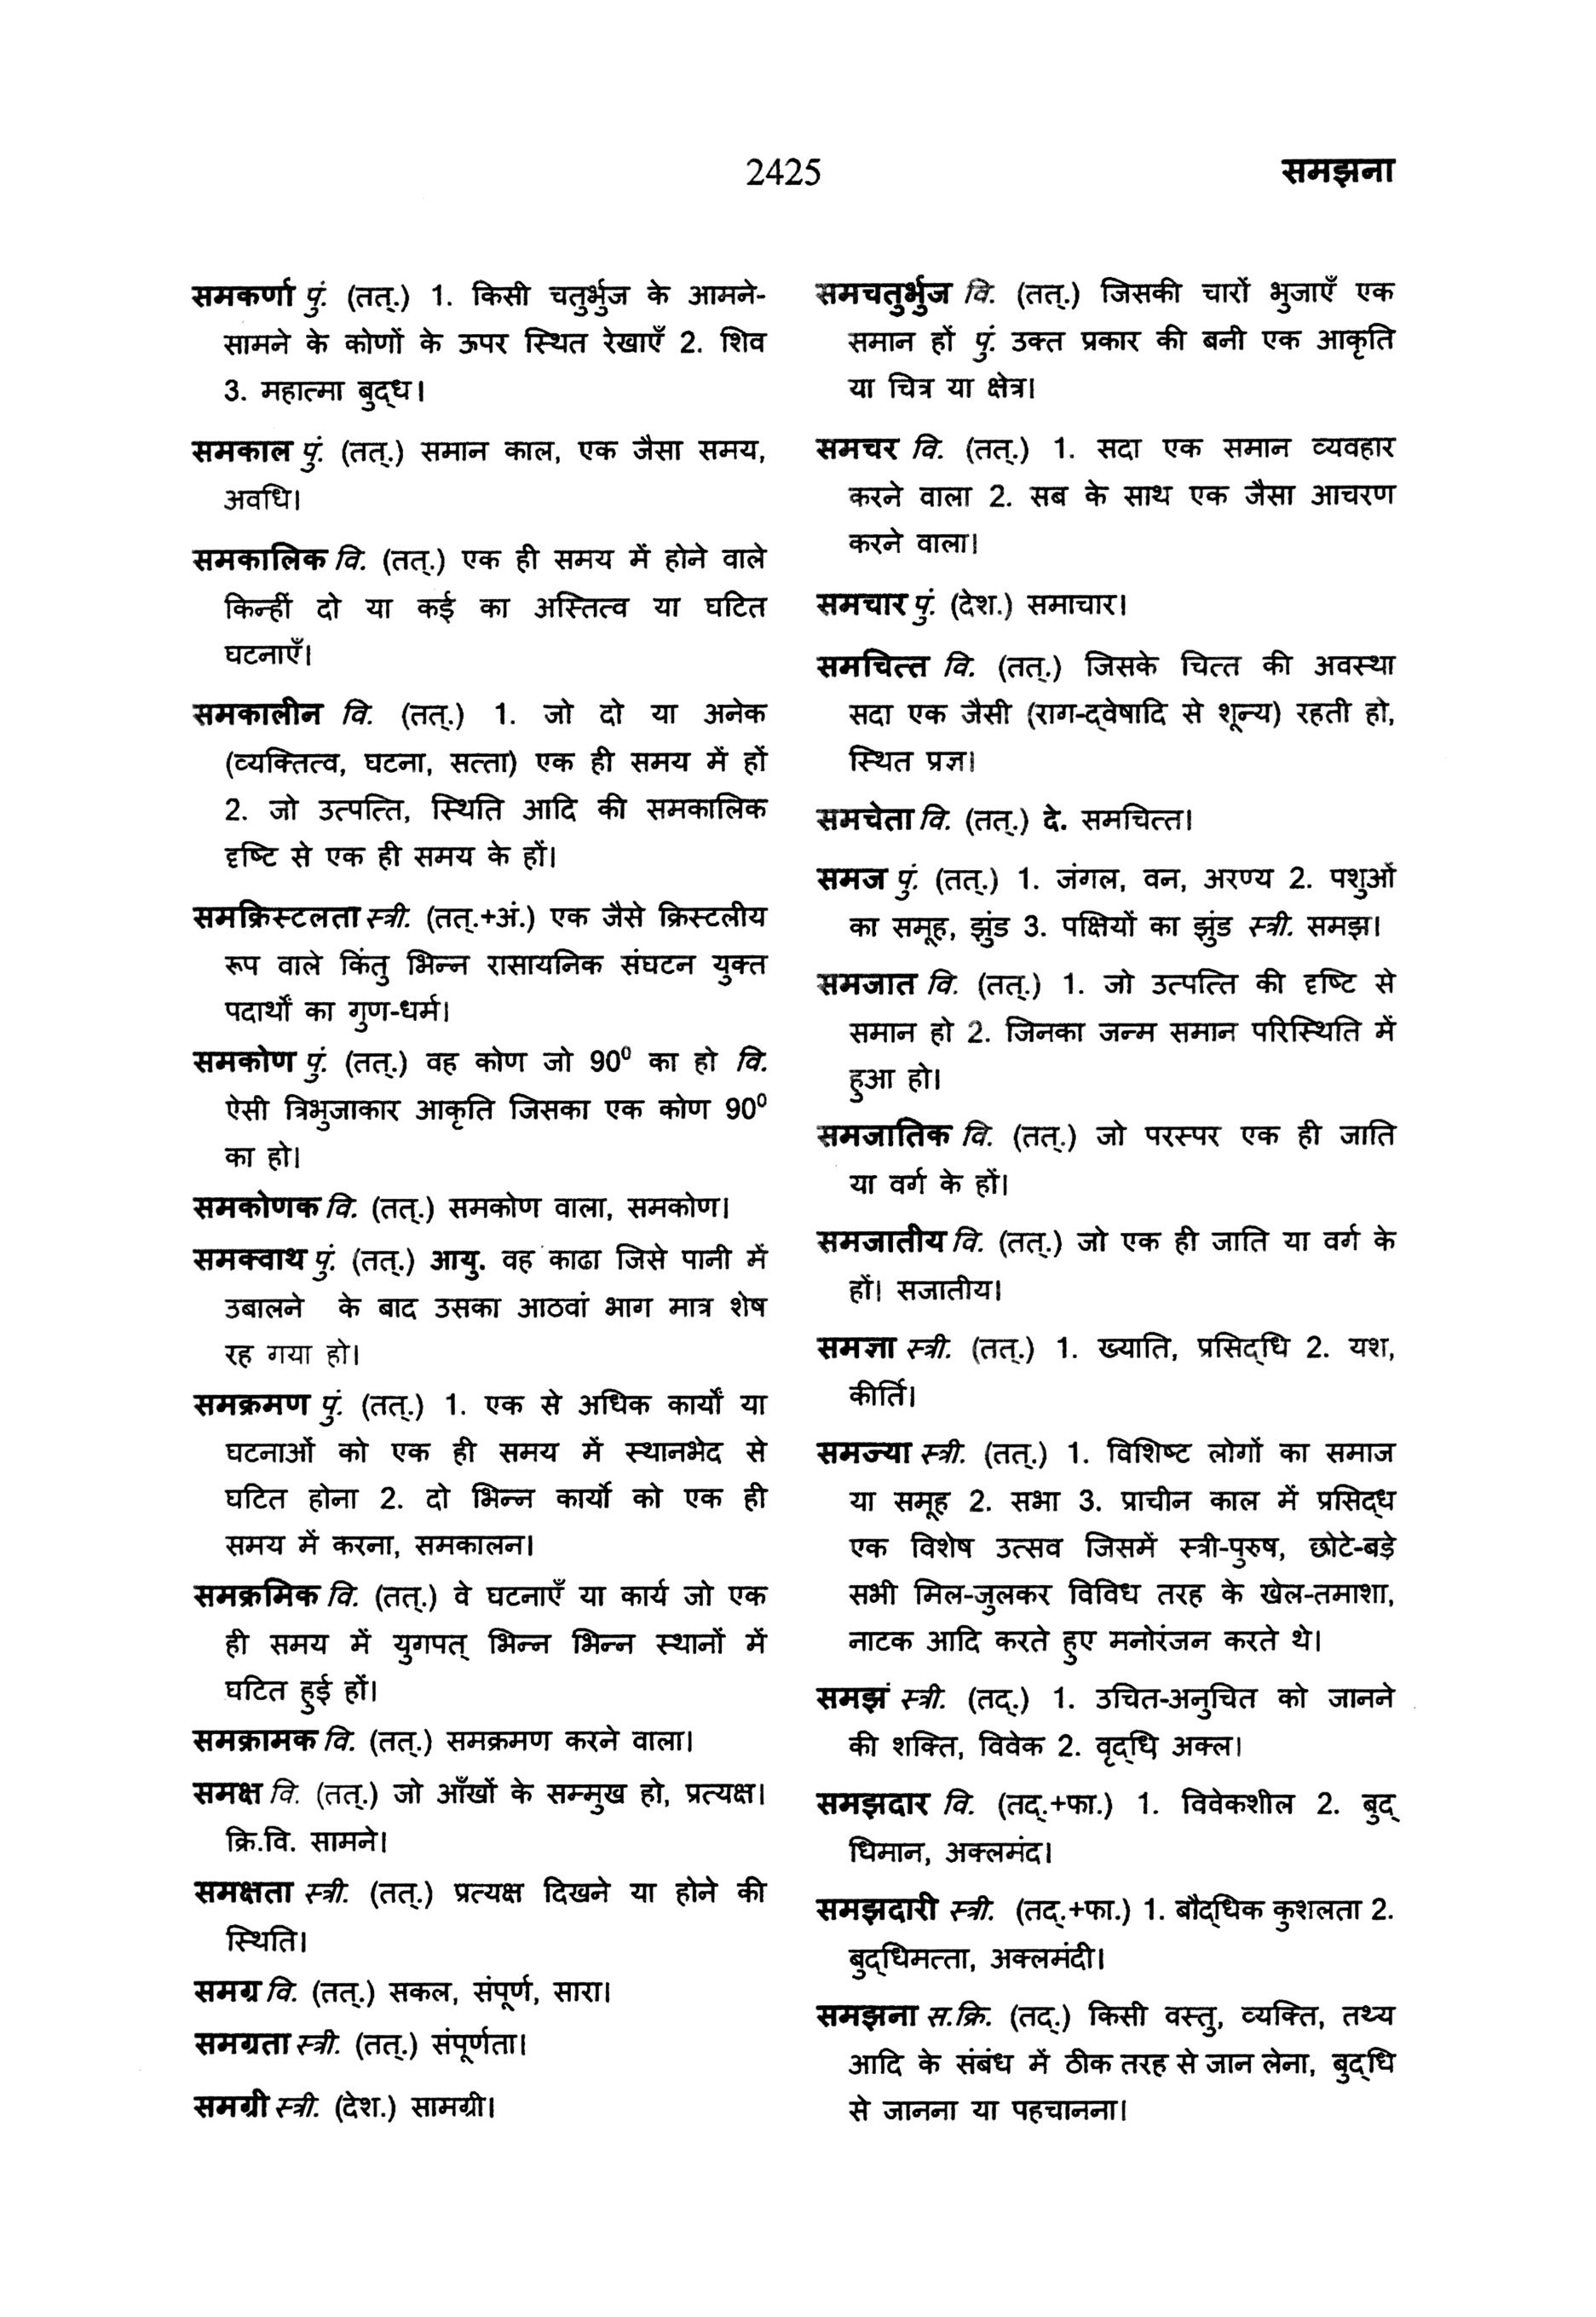 2425
समझना
समकर्णा पुं. (तत्.) 1. किसी चतुर्भुज के आमने-
सामने के कोणों के ऊपर स्थित रेखाएँ 2. शिव
3. महात्मा बुद्ध।
समकाल पुं. (तत्.) समान काल, एक जैसा समय,
अवधि।
समकालिक वि. (तत्.) एक ही समय में होने वाले
किन्हीं दो या कई का अस्तित्व या घटित
घटनाएँ।
समकालीन वि. (तत्.) 1. जो दो या अनेक
(व्यक्तित्व, घटना, सत्ता) एक ही समय में हों
2. जो उत्पत्ति, स्थिति आदि की समकालिक
दृष्टि से एक ही समय के हों।
समक्रिस्टलता स्त्री. (तत्.+अं.) एक जैसे क्रिस्टलीय
रूप वाले किंतु भिन्न रासायनिक संघटन युक्त
पदार्थों का गुण-धर्म।
समकोण पुं. (तत्.) वह कोण जो 90⁰ का हो वि.
ऐसी त्रिभुजाकार आकृति जिसका एक कोण 90⁰
का हो।
समकोणक वि. (तत्.) समकोण वाला, समकोण।
समक्वाथ पुं. (तत्.) आयु. वह काढा जिसे पानी में
उबालने के बाद उसका आठवां भाग मात्र शेष
रह गया हो।
समक्रमण पुं. (तत्.) 1. एक से अधिक कार्यों या
घटनाओं को एक ही समय में स्थानभेद से
घटित होना 2. दो भिन्न कार्यो को एक ही
समय में करना, समकालन।
समक्रमिक वि. (तत्.) वे घटनाएँ या कार्य जो एक
ही समय में युगपत् भिन्न भिन्न स्थानों में
घटित हुई हों।
समक्रामक वि. (तत्.) समक्रमण करने वाला।
समक्ष वि. (तत्.) जो आँखों के सम्मुख हो, प्रत्यक्ष।
क्रि.वि. सामने।
समक्षता स्त्री. (तत्.) प्रत्यक्ष दिखने या होने की
स्थिति।
समग्र वि. (तत्.) सकल, संपूर्ण, सारा।
समग्रता स्त्री. (तत्.) संपूर्णता।
समग्री स्त्री. (देश.) सामग्री।
समचतुर्भुज वि. (तत्.) जिसकी चारों भुजाएँ एक
समान हों पुं. उक्त प्रकार की बनी एक आकृति
या चित्र या क्षेत्र।
समचर वि. (तत्.) 1. सदा एक समान व्यवहार
करने वाला 2. सब के साथ एक जैसा आचरण
करने वाला।
समचार पुं. (देश.) समाचार।
समचित्त वि. (तत्.) जिसके चित्त की अवस्था
सदा एक जैसी (राग-द्वेषादि से शून्य) रहती हो,
स्थित प्रज्ञ।
समचेता वि. (तत्.) दे. समचित्त।
समज पुं. (तत्.) 1. जंगल, वन, अरण्य 2. पशुओं
का समूह, झुंड 3. पक्षियों का झुंड स्त्री. समझ।
समजात वि. (तत्.) 1. जो उत्पत्ति की दृष्टि से
समान हो 2. जिनका जन्म समान परिस्थिति में
हुआ हो।
समजातिक वि. (तत्.) जो परस्पर एक ही जाति
या वर्ग के हों।
समजातीय वि. (तत्.) जो एक ही जाति या वर्ग के
हों। सजातीय।
समज्ञा स्त्री. (तत्.) 1. ख्याति, प्रसिद्धि 2. यश,
कीर्ति।
समज्या स्त्री. (तत्.) 1. विशिष्ट लोगों का समाज
या समूह 2. सभा 3. प्राचीन काल में प्रसिद्ध
एक विशेष उत्सव जिसमें स्त्री-पुरुष, छोटे-बड़े
सभी मिल-जुलकर विविध तरह के खेल-तमाशा,
नाटक आदि करते हुए मनोरंजन करते थे।
समझं स्त्री. (तद्.) 1. उचित-अनुचित को जानने
की शक्ति, विवेक 2. वृद्धि अक्ल।
समझदार वि. (तद्.+फा.) 1. विवेकशील 2. बुद्
धिमान, अक्लमंद।
समझदारी स्त्री. (तद्.+फा.) 1. बौद्धिक कुशलता 2.
बुद्धिमत्ता, अक्लमंदी।
समझना स.क्रि. (तद्.) किसी वस्तु, व्यक्ति, तथ्य
आदि के संबंध में ठीक तरह से जान लेना, बुद्धि
से जानना या पहचानना।